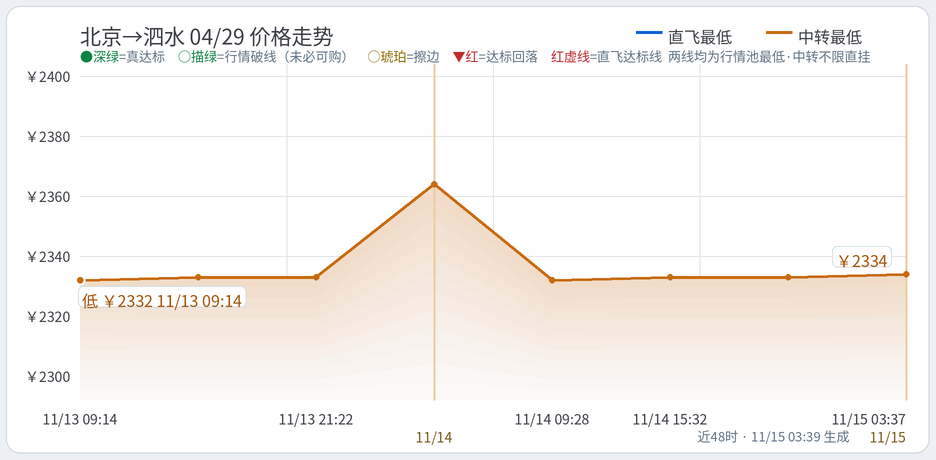 北京→泗水 04/29 价格走势
直飞最低 中转最低
●深绿=真达标 ○描绿=行情破线（未必可购） ○琥珀=擦边 ▼红=达标回落 红虚线=直飞达标线 两线均为行情池最低·中转不限直挂
￥2400
￥2380
￥2360
￥2340
￥2334
低 ￥2332 11/13 09:14
￥2320
￥2300
11/13 09:14 11/13 21:22 11/14 09:28 11/14 15:32 11/15 03:37
11/14 近48时 · 11/15 03:39 生成 11/15